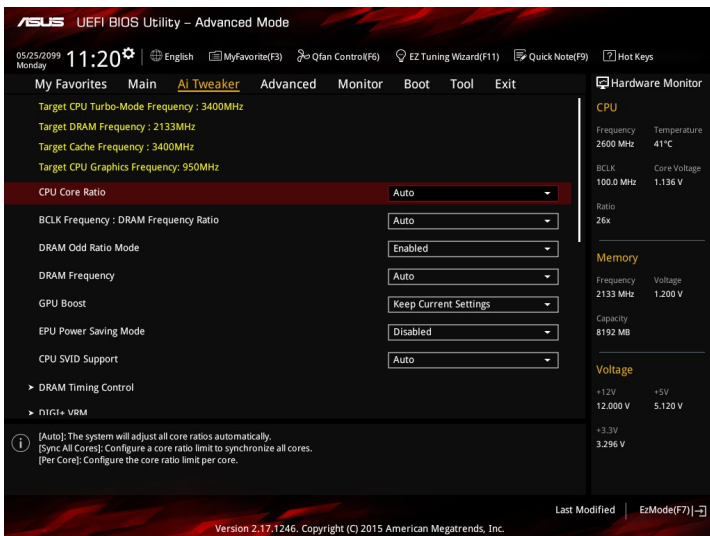 ASUS UEFI BIOS Utility – Advanced Mode
05/25/2099 Monday 11:20 English MyFavorite(F3) Qfan Control(F6) EZ Tuning Wizard(F11) Quick Note(F9) ? Hot Keys
My Favorites Main Ai Tweaker Advanced Monitor Boot Tool Exit
Target CPU Turbo-Mode Frequency : 3400MHz
Target DRAM Frequency : 2133MHz
Target Cache Frequency : 3400MHz
Target CPU Graphics Frequency: 950MHz
CPU Core Ratio Auto
BCLK Frequency : DRAM Frequency Ratio Auto
DRAM Odd Ratio Mode Enabled
DRAM Frequency Auto
GPU Boost Keep Current Settings
EPU Power Saving Mode Disabled
CPU SVID Support Auto
> DRAM Timing Control
> DIGI+ VRM
[Auto]: The system will adjust all core ratios automatically.
[Sync All Cores]: Configure a core ratio limit to synchronize all cores.
[Per Core]: Configure the core ratio limit per core.
Hardware Monitor
CPU
Frequency Temperature
2600 MHz 41°C
BCLK Core Voltage
100.0 MHz 1.136 V
Ratio
26x
Memory
Frequency Voltage
2133 MHz 1.200 V
Capacity
8192 MB
Voltage
+12V +5V
12.000 V 5.120 V
+3.3V
3.296 V
Last Modified EzMode(F7)
Version 2.17.1246. Copyright (C) 2015 American Megatrends, Inc.